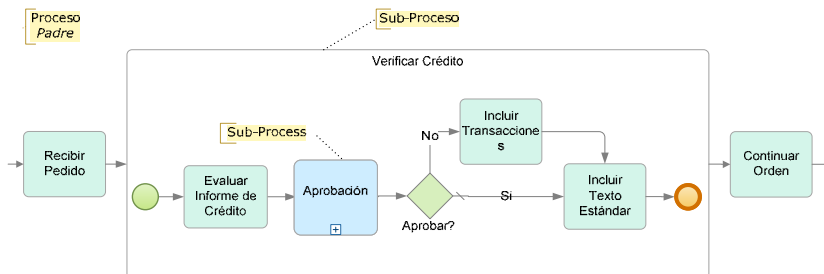 Proceso
Padre
Sub-Proceso
Verificar Crédito
Sub-Process
Recibir
Pedido
Evaluar
Informe de
Crédito
Aprobación
No
Aprobar?
Sí
Incluir
Transaccione
s
Incluir
Texto
Estándar
Continuar
Orden